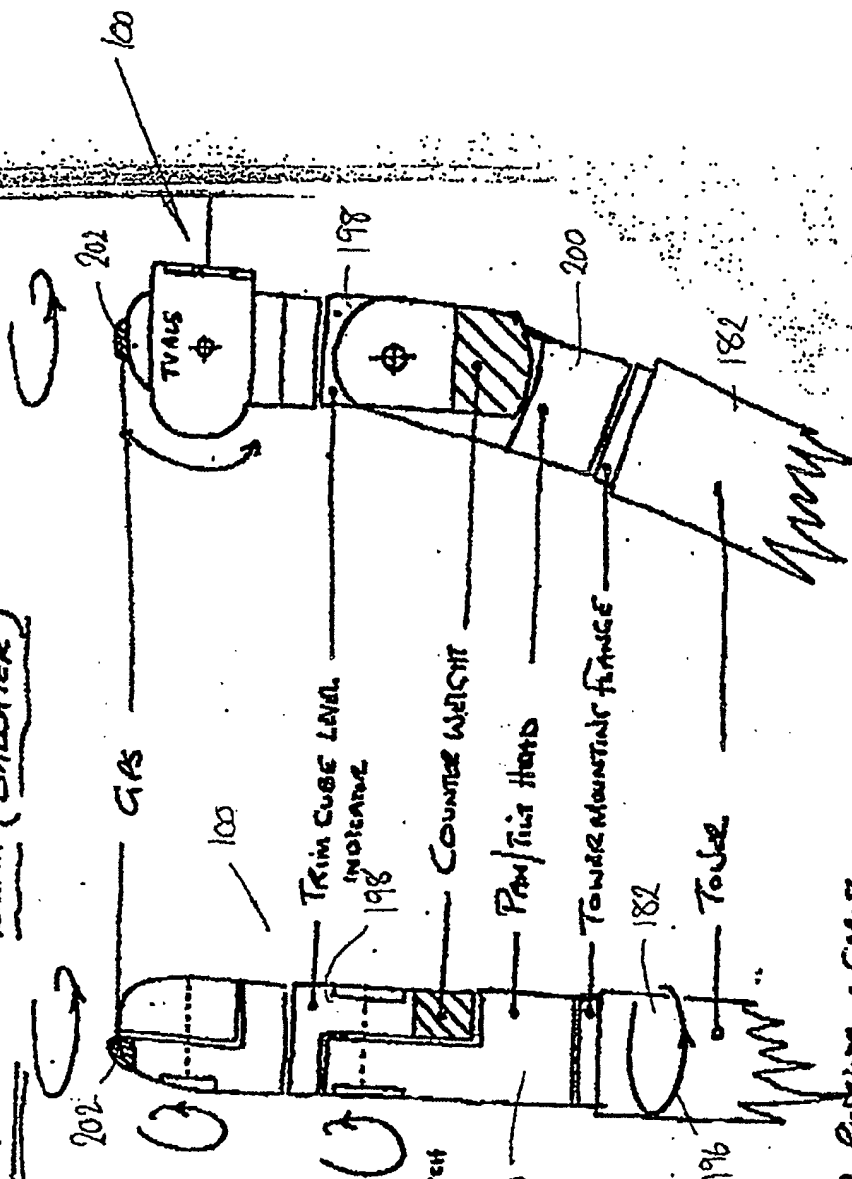 100
202
TVALS
198
200
182
GPS
100
TRIM CUBE LEVEL
INDICATOR
198
COUNTER WEIGHT
PAN/TILT HEAD
TOWER MOUNTING FLANGE
182
TOWER
202
196